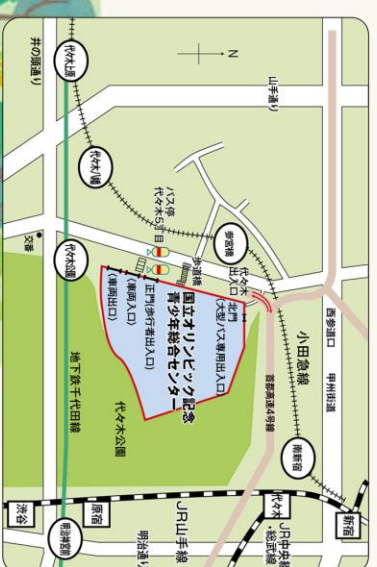 N
井の頭通り
代々木上原
山手通り
代々木八幡
参宮橋
バス停
代々木5丁目
歩道橋
代々木
出入口
北門
(大型バス専用出入口)
西参道口
甲州街道
小田急線
首都高速4号線
南新宿
交番
代々木公園
(車両出口)
(車両入口)
正門(歩行者出入口)
国立オリンピック記念
青少年総合センター
地下鉄千代田線
代々木公園
新宿
代々木
JR中央線
・総武線
JR山手線
明治通り
原宿
渋谷
明治神宮前